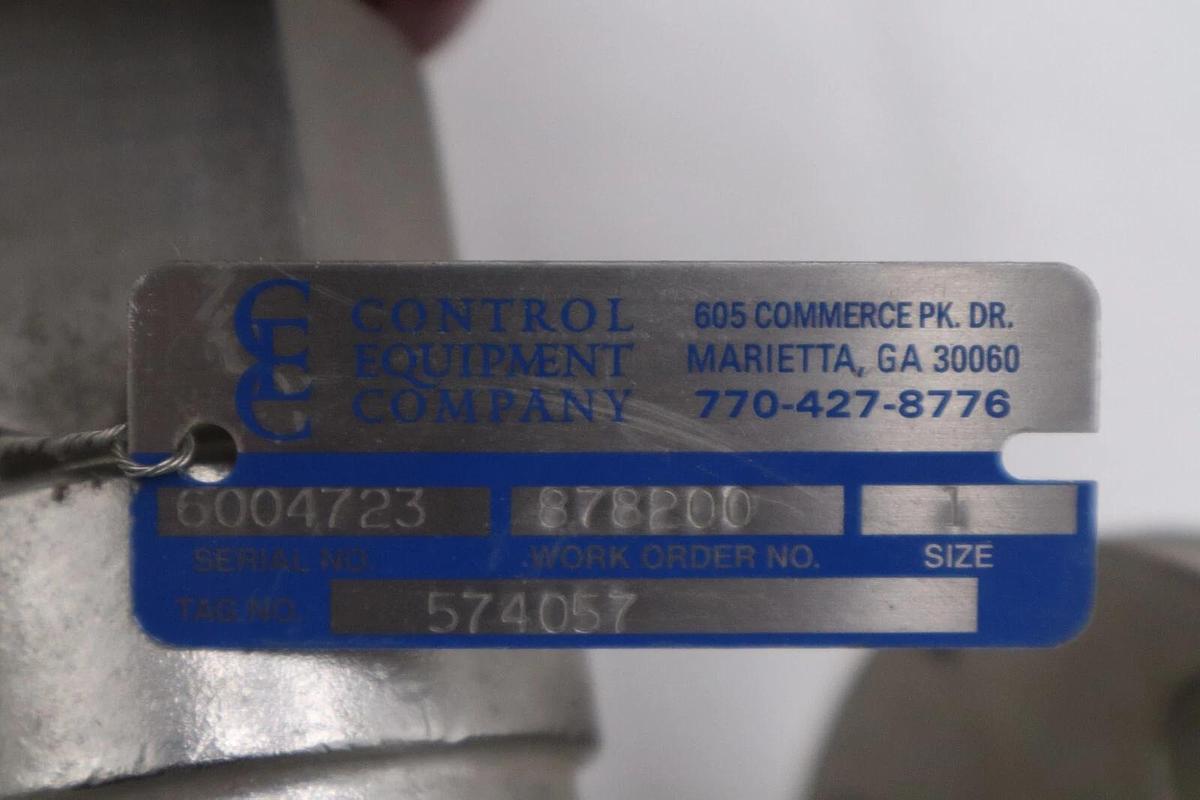 CEC
CONTROL
EQUIPMENT
COMPANY
605 COMMERCE PK. DR.
MARIETTA, GA 30060
770-427-8776
6004723 878200 1
SERIAL NO. WORK ORDER NO. SIZE
TAG NO. 574057